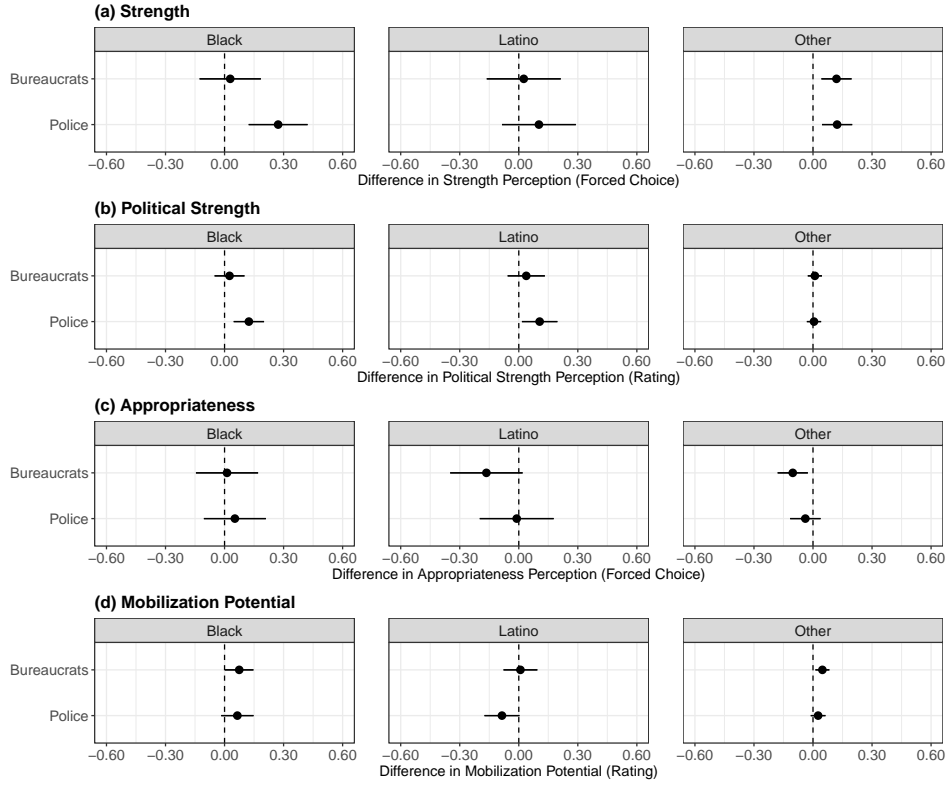 (a) Strength
Black Latino Other
Bureaucrats
Police
−0.60 −0.30 0.00 0.30 0.60 −0.60 −0.30 0.00 0.30 0.60 −0.60 −0.30 0.00 0.30 0.60
Difference in Strength Perception (Forced Choice)
(b) Political Strength
Black Latino Other
Bureaucrats
Police
−0.60 −0.30 0.00 0.30 0.60 −0.60 −0.30 0.00 0.30 0.60 −0.60 −0.30 0.00 0.30 0.60
Difference in Political Strength Perception (Rating)
(c) Appropriateness
Black Latino Other
Bureaucrats
Police
−0.60 −0.30 0.00 0.30 0.60 −0.60 −0.30 0.00 0.30 0.60 −0.60 −0.30 0.00 0.30 0.60
Difference in Appropriateness Perception (Forced Choice)
(d) Mobilization Potential
Black Latino Other
Bureaucrats
Police
−0.60 −0.30 0.00 0.30 0.60 −0.60 −0.30 0.00 0.30 0.60 −0.60 −0.30 0.00 0.30 0.60
Difference in Mobilization Potential (Rating)